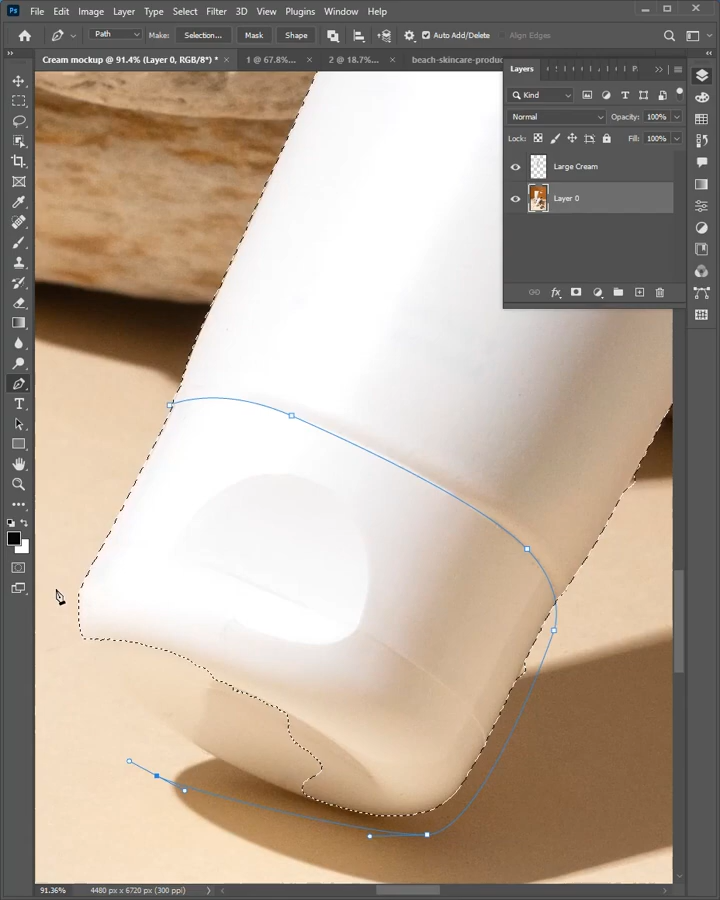 Ps File Edit Image Layer Type Select Filter 3D View Plugins Window Help
Path Make: Selection... Mask Shape Auto Add/Delete Align Edges
Cream mockup @ 91.4% (Layer 0, RGB/8*) * × 1 @ 67.8%... × 2 @ 18.7%... × beach-skincare-produc
Layers
Kind
Normal Opacity: 100%
Lock: Fill: 100%
Large Cream
Layer 0
fx
91.36% 4480 px x 6720 px (300 ppi)